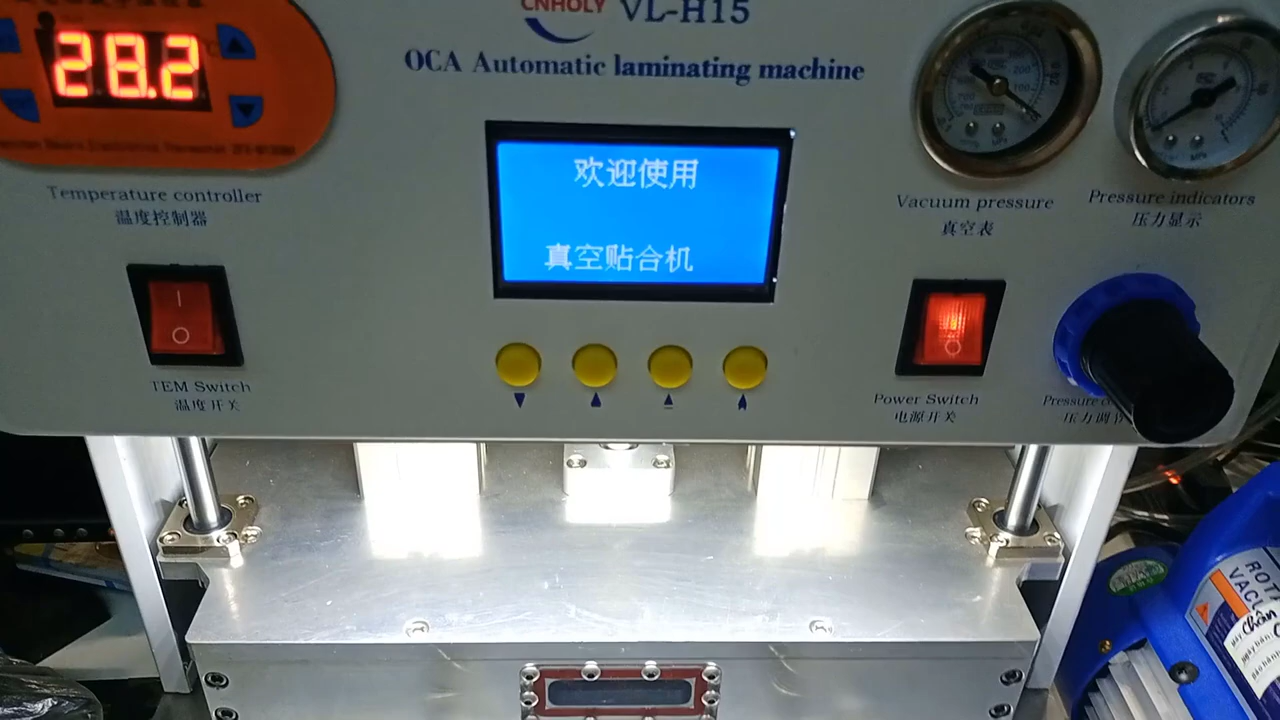 28.2
CNHOLY VL-H15
OCA Automatic laminating machine
欢迎使用
真空贴合机
Temperature controller
温度控制器
Vacuum pressure
真空表
Pressure indicators
压力显示
TEM Switch
温度开关
Power Switch
电源开关
Pressure
压力调节